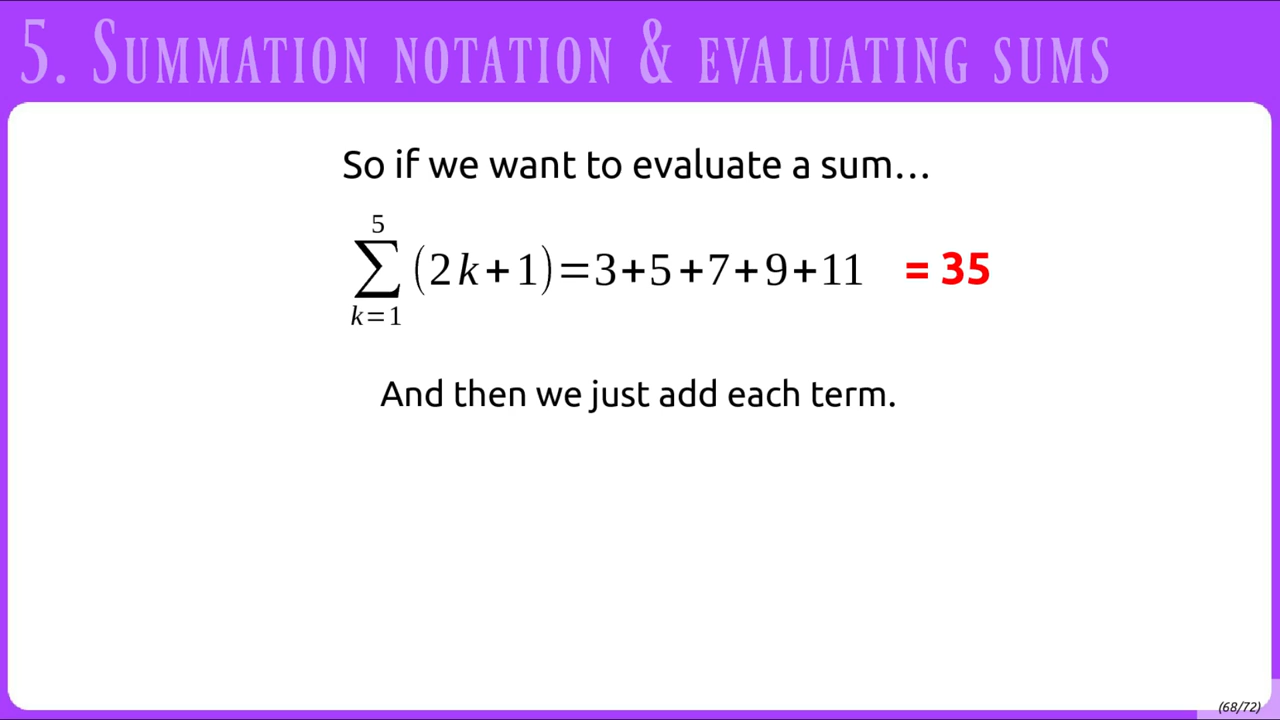 5. Summation notation & evaluating sums
So if we want to evaluate a sum...
5
∑ (2k+1)=3+5+7+9+11 = 35
k=1
And then we just add each term.
(68/72)